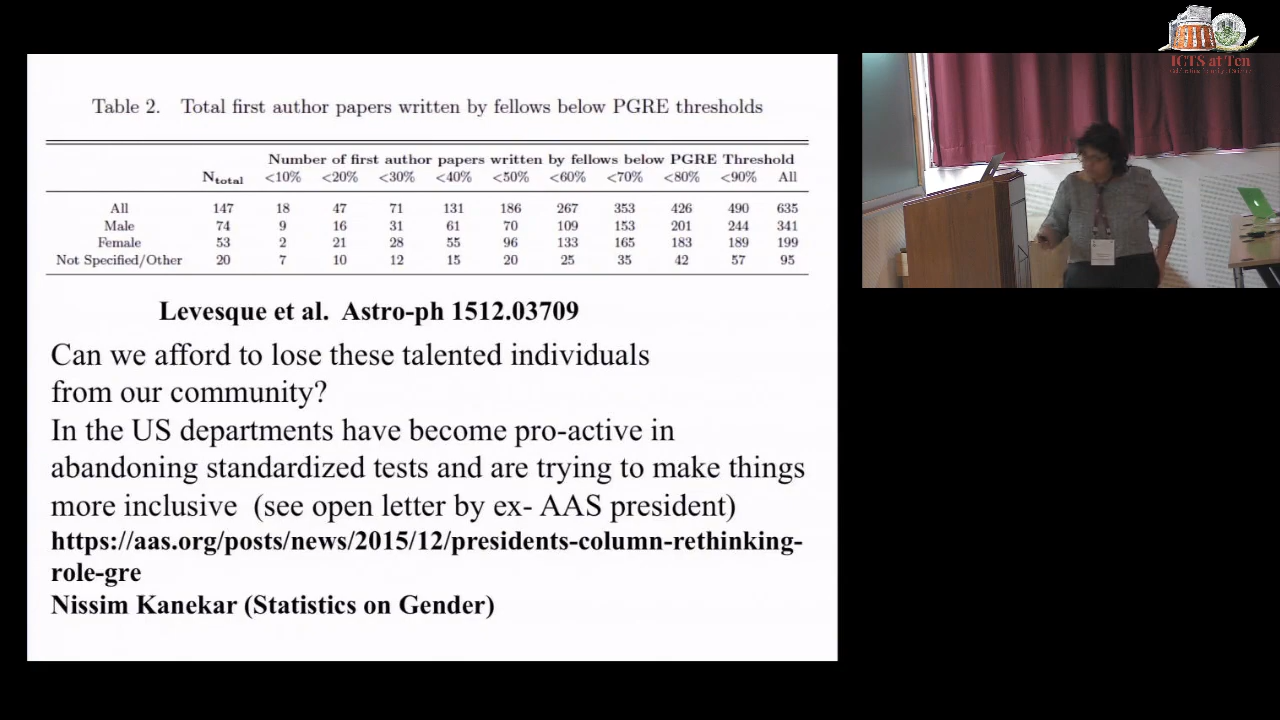 Table 2. Total first author papers written by fellows below PGRE thresholds
Number of first author papers written by fellows below PGRE Threshold
Ntotal <10% <20% <30% <40% <50% <60% <70% <80% <90% All
All 147 18 47 71 131 186 267 353 426 490 635
Male 74 9 16 31 61 70 109 153 201 244 341
Female 53 2 21 28 55 96 133 165 183 189 199
Not Specified/Other 20 7 10 12 15 20 25 35 42 57 95
Levesque et al. Astro-ph 1512.03709
Can we afford to lose these talented individuals
from our community?
In the US departments have become pro-active in
abandoning standardized tests and are trying to make things
more inclusive (see open letter by ex- AAS president)
https://aas.org/posts/news/2015/12/presidents-column-rethinking-
role-gre
Nissim Kanekar (Statistics on Gender)
ICTS at Ten